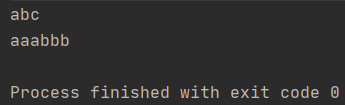 abc
aaabbb
Process finished with exit code 0